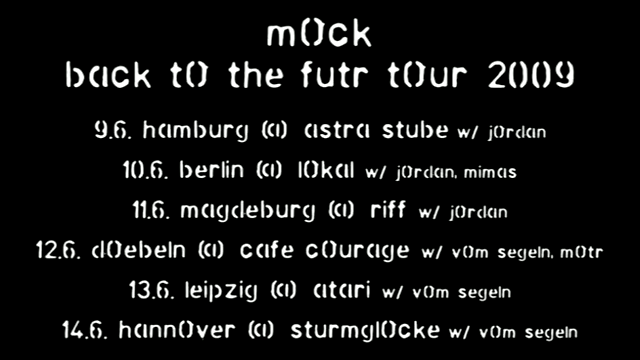 m0ck
back t0 the futr t0ur 2009
9.6. hamburg (a) astra stube w/ j0rdan
10.6. berlin (a) l0kal w/ j0rdan, mimas
11.6. magdeburg (a) riff w/ j0rdan
12.6. d0ebeln (a) cafe c0urage w/ v0m segeln, m0tr
13.6. leipzig (a) atari w/ v0m segeln
14.6. hann0ver (a) sturmgl0cke w/ v0m segeln